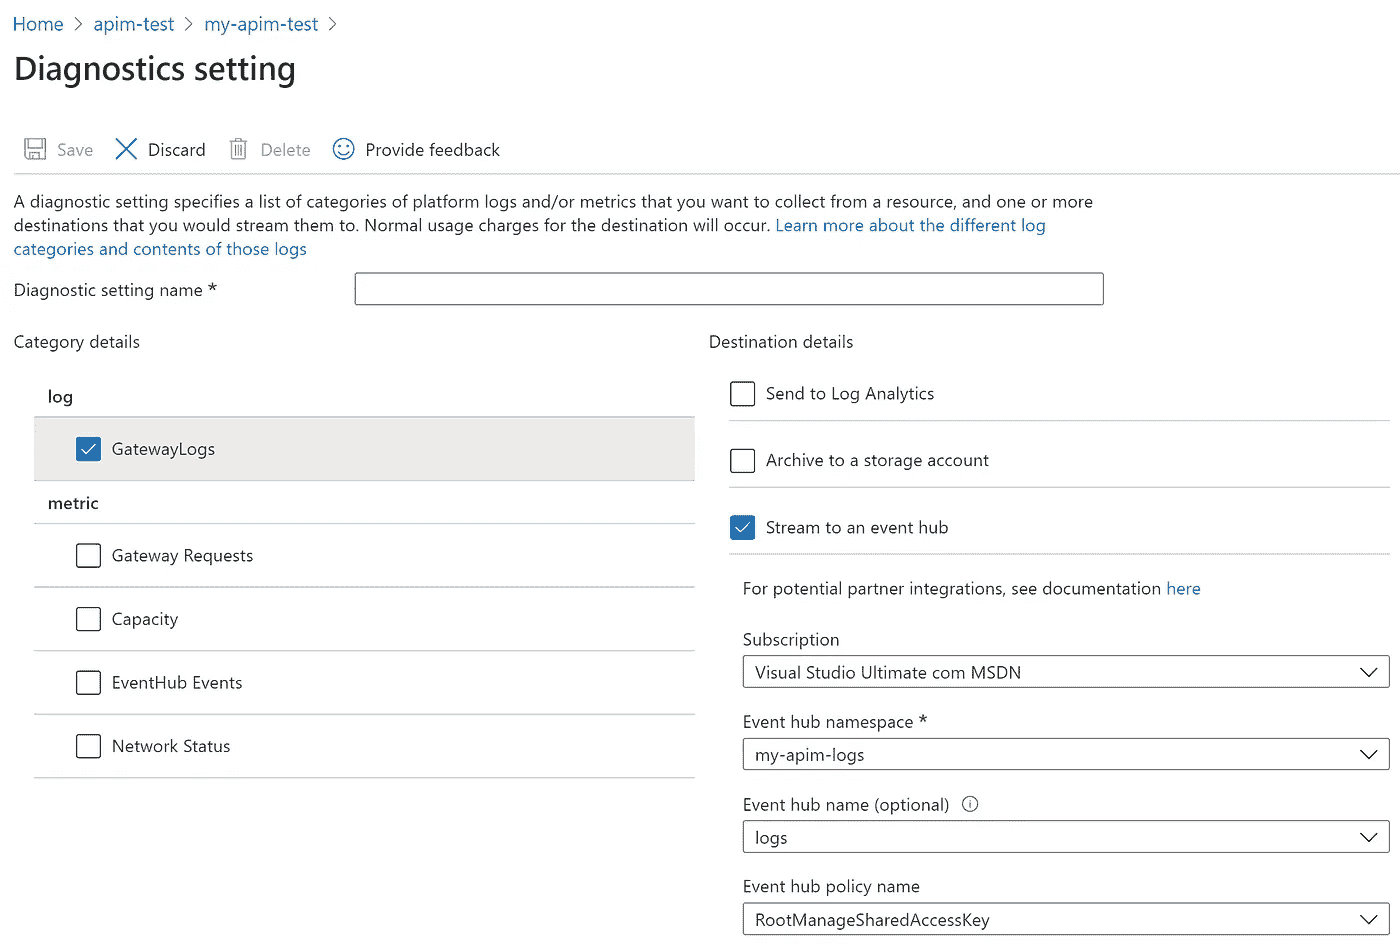 Home > apim-test > my-apim-test >
Diagnostics setting
Save Discard Delete Provide feedback
A diagnostic setting specifies a list of categories of platform logs and/or metrics that you want to collect from a resource, and one or more
destinations that you would stream them to. Normal usage charges for the destination will occur. Learn more about the different log
categories and contents of those logs
Diagnostic setting name *
Category details
log
GatewayLogs
metric
Gateway Requests
Capacity
EventHub Events
Network Status
Destination details
Send to Log Analytics
Archive to a storage account
Stream to an event hub
For potential partner integrations, see documentation here
Subscription
Visual Studio Ultimate com MSDN
Event hub namespace *
my-apim-logs
Event hub name (optional)
logs
Event hub policy name
RootManageSharedAccessKey